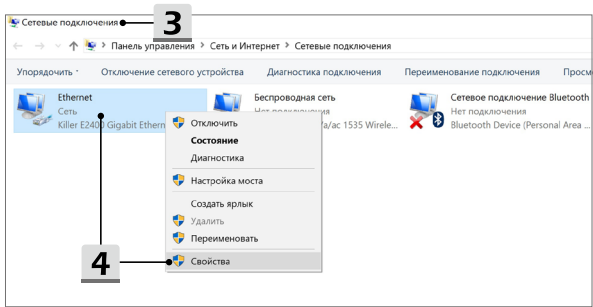 Сетевые подключения
3
Панель управления > Сеть и Интернет > Сетевые подключения
Упорядочить
Отключение сетевого устройства
Диагностика подключения
Переименование подключения
Ethernet
Сеть
Killer E2400 Gigabit Ethern
Беспроводная сеть
Нет подключения
/a/ac 1535 Wirele...
Сетевое подключение Bluetooth
Нет подключения
Bluetooth Device (Personal Area ...
Отключить
Состояние
Диагностика
Настройка моста
Создать ярлык
Удалить
Переименовать
Свойства
4